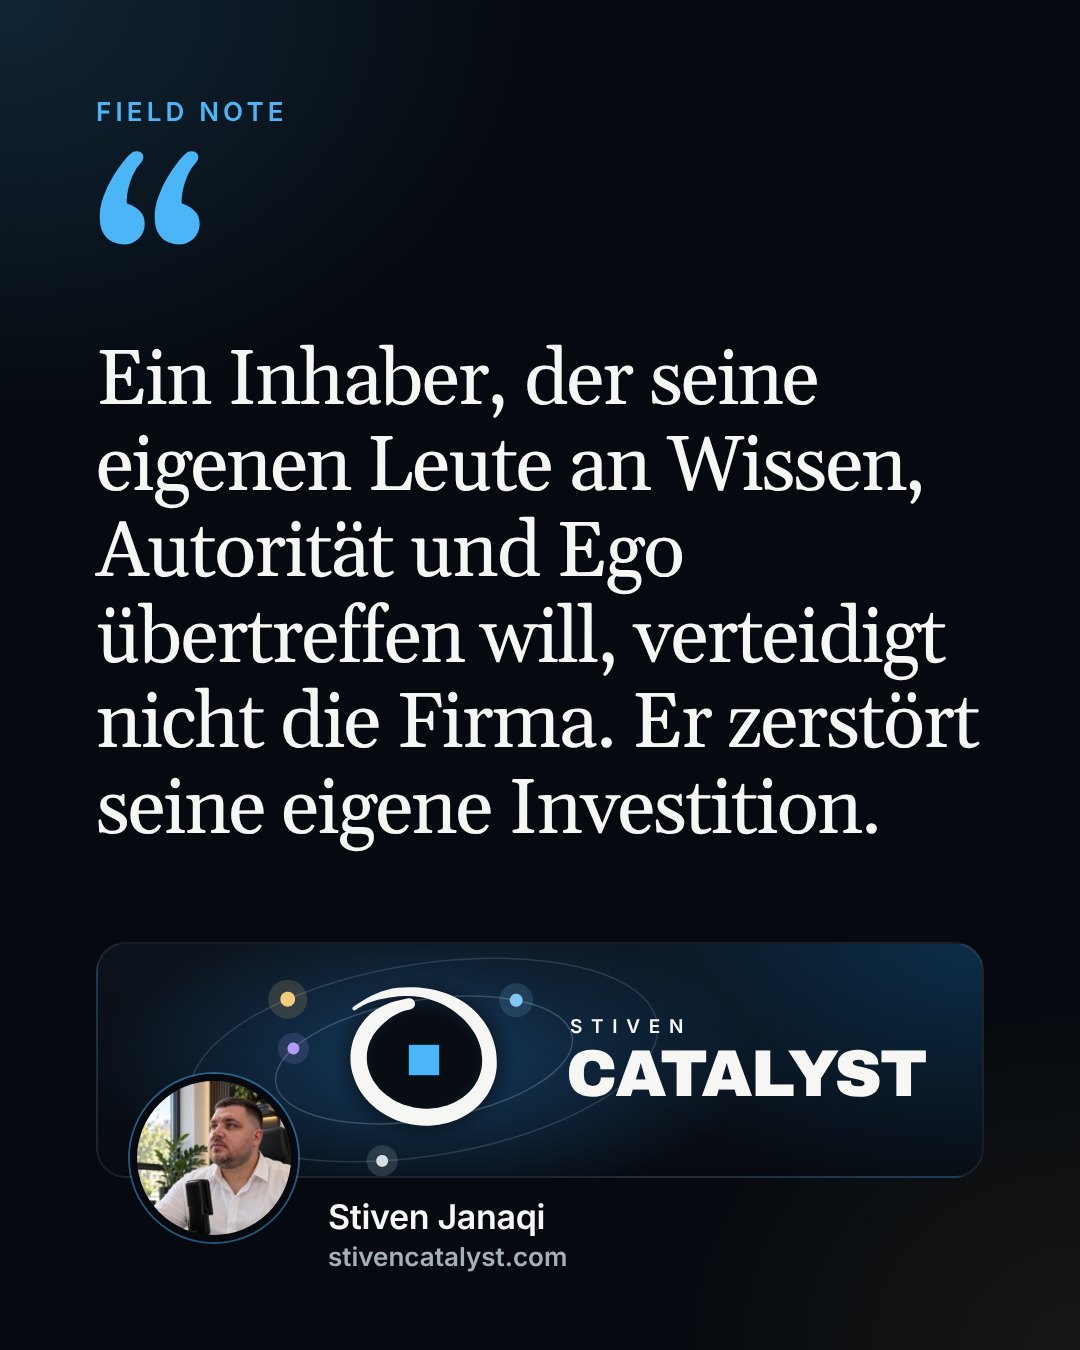 FIELD NOTE
“
Ein Inhaber, der seine
eigenen Leute an Wissen,
Autorität und Ego
übertreffen will, verteidigt
nicht die Firma. Er zerstört
seine eigene Investition.
STIVEN
CATALYST
Stiven Janaqi
stivencatalyst.com